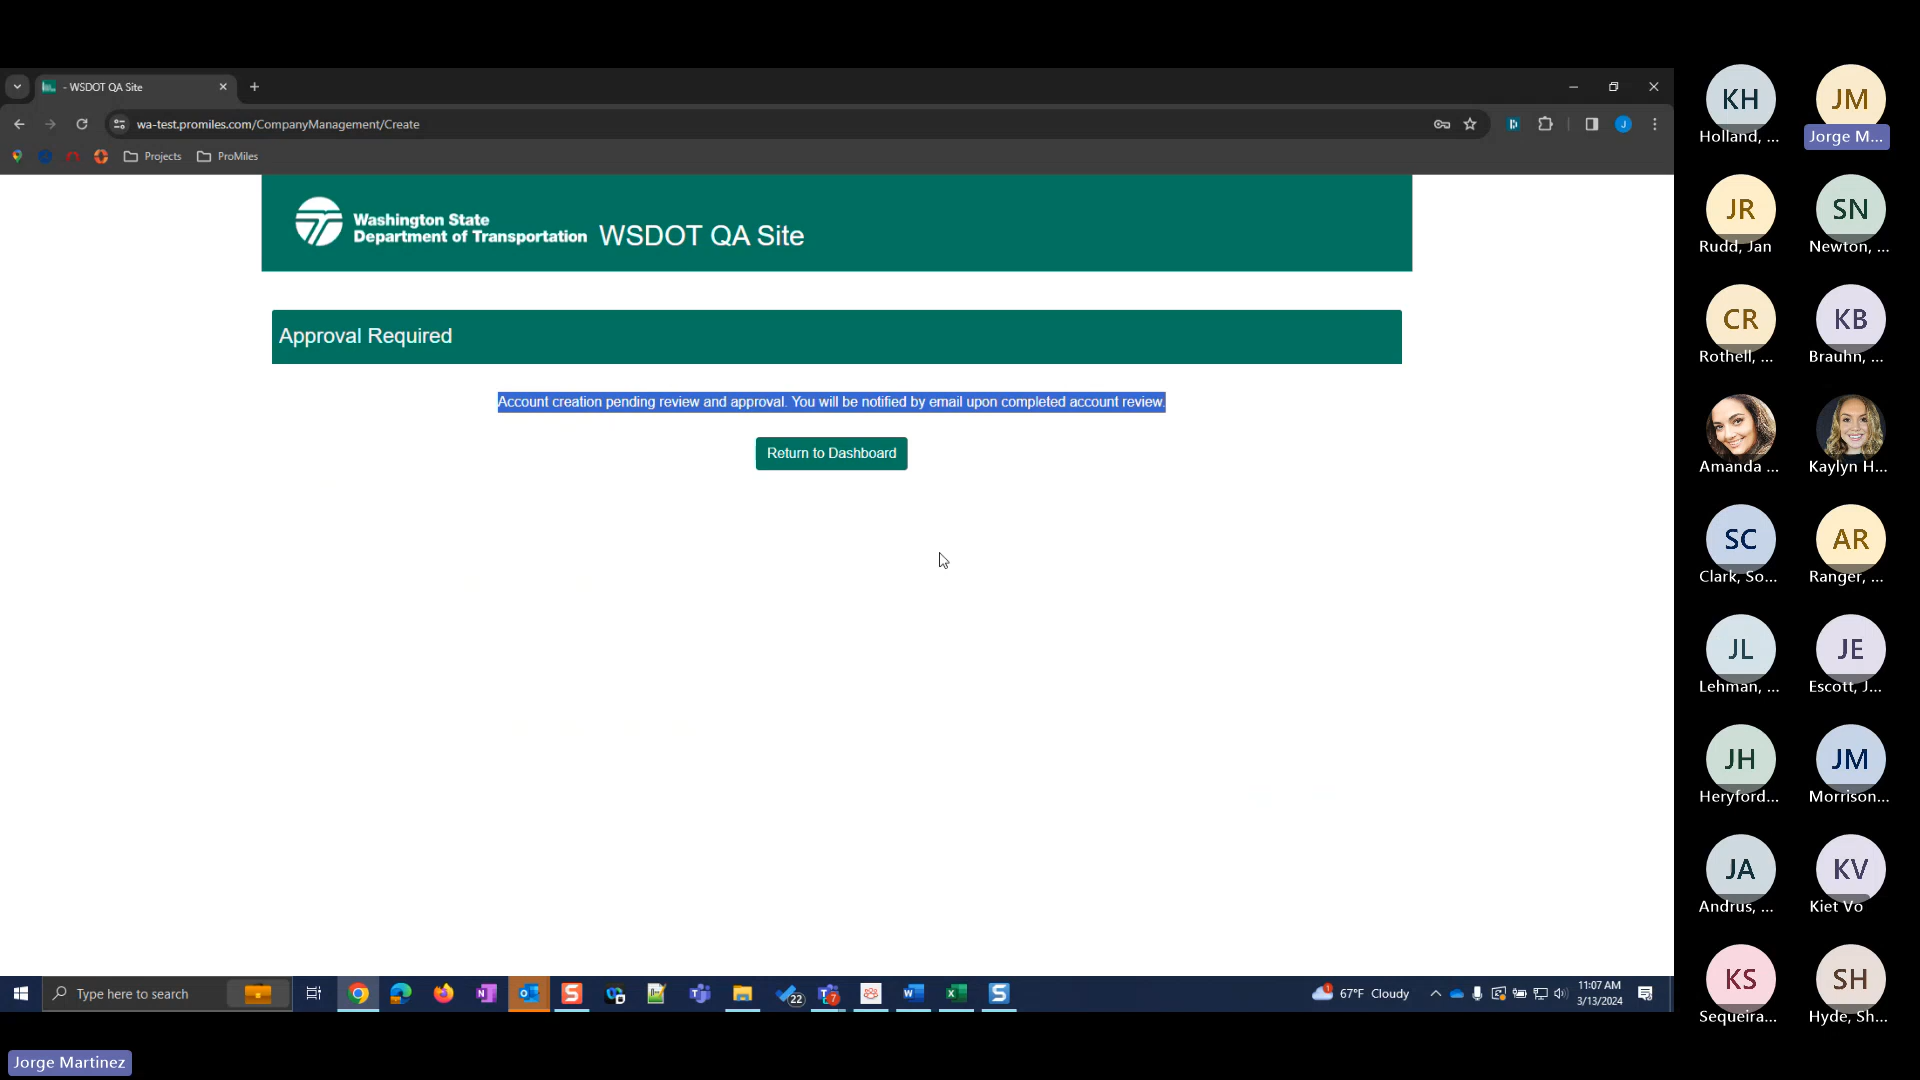 - WSDOT QA Site
wa-test.promiles.com/CompanyManagement/Create
Projects
ProMiles
Washington State
Department of Transportation
WSDOT QA Site
Approval Required
Account creation pending review and approval. You will be notified by email upon completed account review.
Return to Dashboard
Type here to search
22
7
67°F Cloudy
11:07 AM
3/13/2024
Jorge Martinez
KH
Holland, ...
JM
Jorge M...
JR
Rudd, Jan
SN
Newton, ...
CR
Rothell, ...
KB
Brauhn, ...
Amanda ...
Kaylyn H...
SC
Clark, So...
AR
Ranger, ...
JL
Lehman, ...
JE
Escott, J...
JH
Heryford...
JM
Morrison...
JA
Andrus, ...
KV
Kiet Vo
KS
Sequeira...
SH
Hyde, Sh...